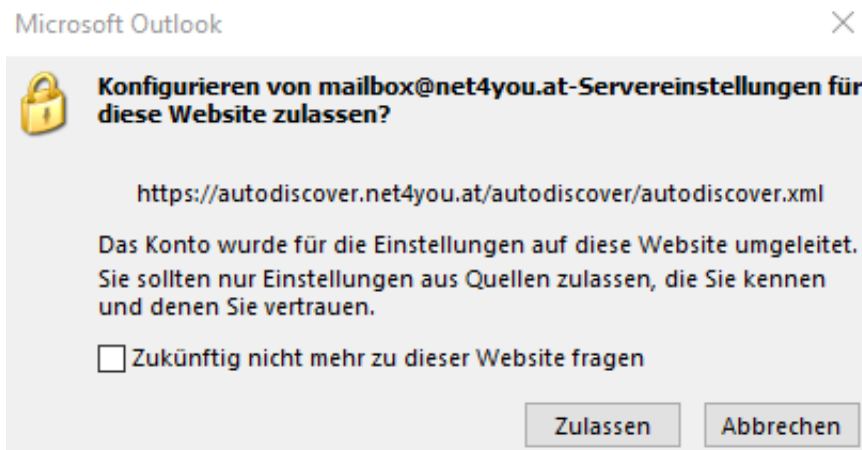 Microsoft Outlook
Konfigurieren von mailbox@net4you.at-Servereinstellungen für
diese Website zulassen?
https://autodiscover.net4you.at/autodiscover/autodiscover.xml
Das Konto wurde für die Einstellungen auf diese Website umgeleitet.
Sie sollten nur Einstellungen aus Quellen zulassen, die Sie kennen
und denen Sie vertrauen.
Zukünftig nicht mehr zu dieser Website fragen
Zulassen Abbrechen